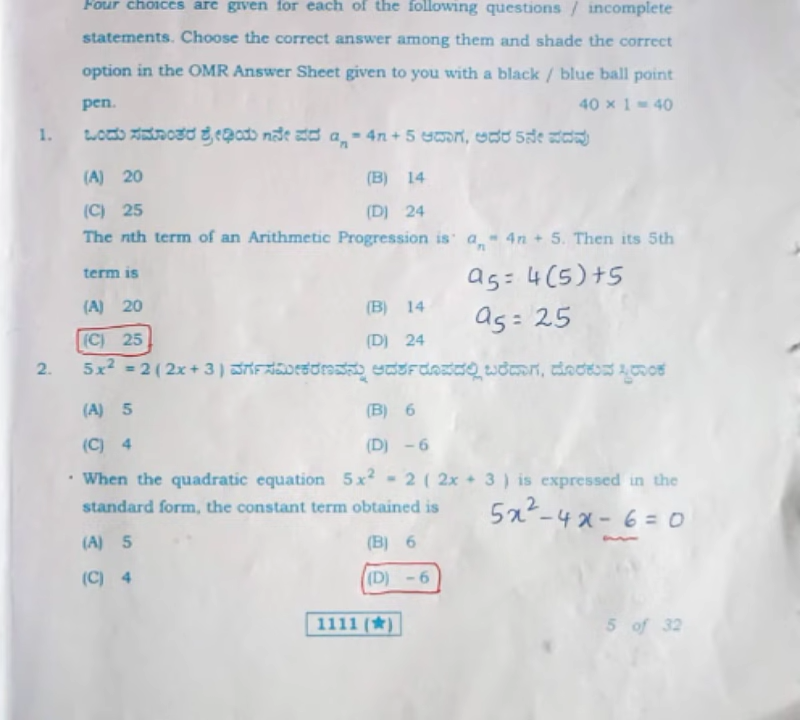 Four choices are given for each of the following questions / incomplete
statements. Choose the correct answer among them and shade the correct
option in the OMR Answer Sheet given to you with a black / blue ball point
pen. 40 × 1 = 40
1. ಒಂದು ಸಮಾಂತರ ಶ್ರೇಢಿಯ nನೇ ಪದ aₙ = 4n + 5 ಆದಾಗ, ಅದರ 5ನೇ ಪದವು
(A) 20 (B) 14
(C) 25 (D) 24
The nth term of an Arithmetic Progression is aₙ = 4n + 5. Then its 5th
term is a₅ = 4(5)+5
(A) 20 (B) 14 a₅ = 25
(C) 25 (D) 24
2. 5x² = 2 ( 2x + 3 ) ವರ್ಗಸಮೀಕರಣವನ್ನು ಆದರ್ಶರೂಪದಲ್ಲಿ ಬರೆದಾಗ, ದೊರಕುವ ಸ್ಥಿರಾಂಕ
(A) 5 (B) 6
(C) 4 (D) – 6
When the quadratic equation 5x² = 2 ( 2x + 3 ) is expressed in the
standard form, the constant term obtained is 5x² – 4x – 6 = 0
(A) 5 (B) 6
(C) 4 (D) – 6
1111 (★) 5 of 32